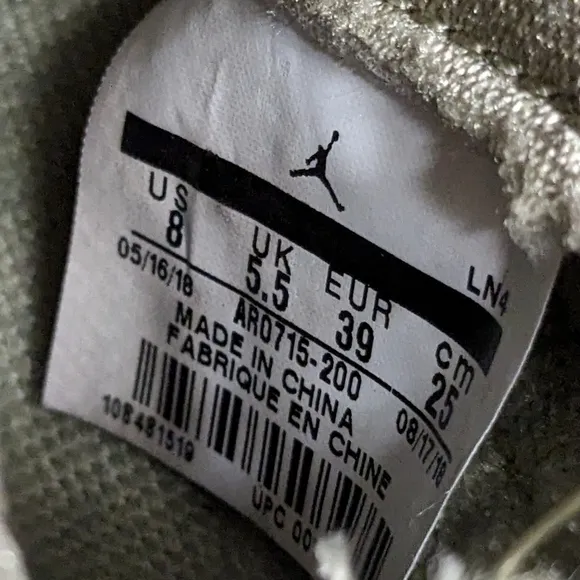 LN4
US UK EUR cm
8 5.5 39 25
05/16/18 08/17/18
AR0715-200
MADE IN CHINA
FABRIQUE EN CHINE
108481519
UPC 00